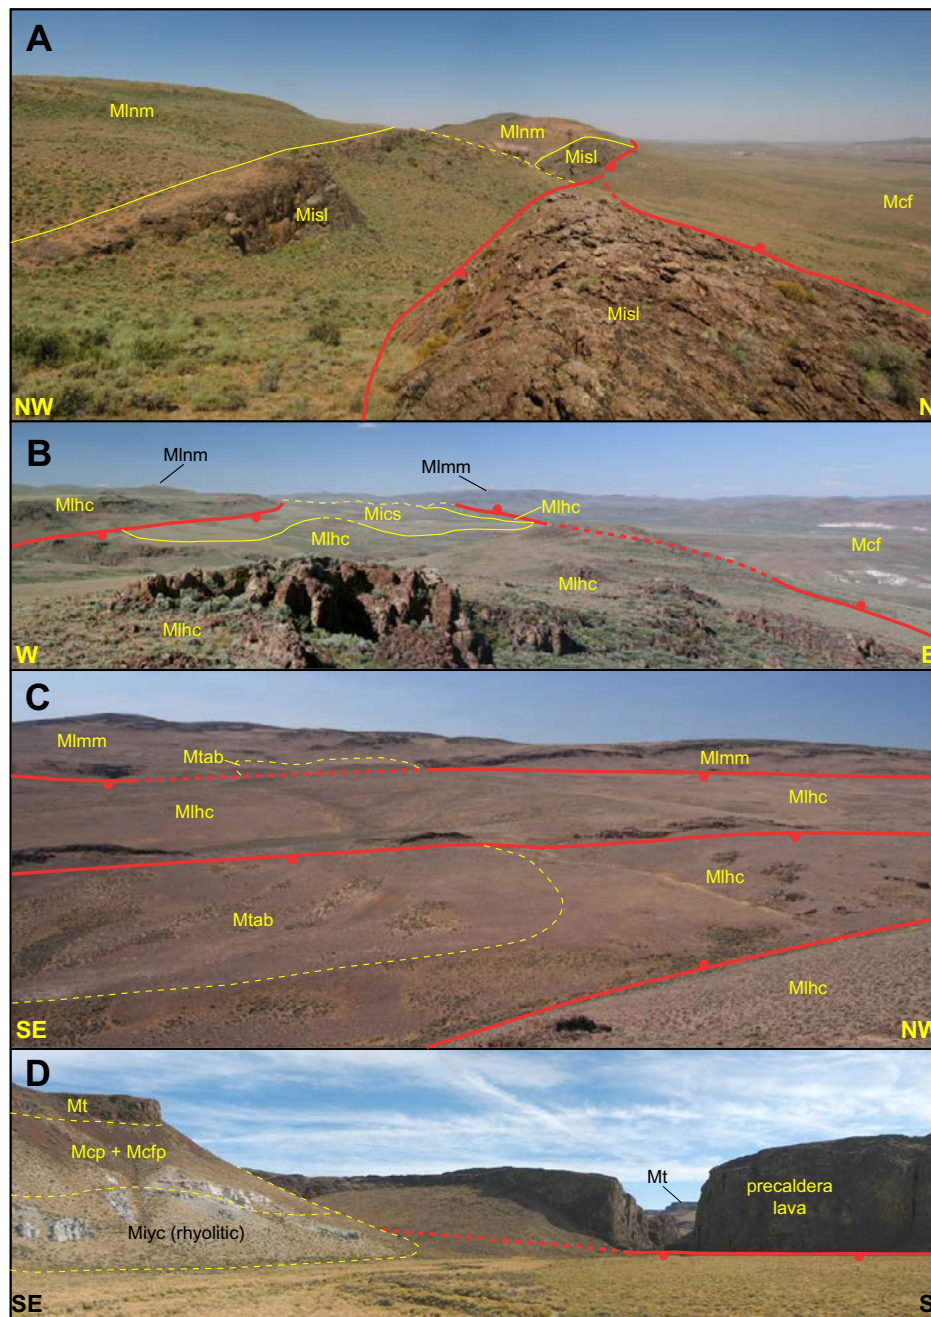 A
Mlnm
Mlnm
Misl
Misl
Mcf
Misl
NW
N
B
Mlnm
Mlmm
Mlhc
Mlhc
Mics
Mlhc
Mcf
Mlhc
Mlhc
W
E
C
Mlmm
Mtab
Mlmm
Mlhc
Mlhc
Mlhc
Mtab
Mlhc
SE
NW
D
Mt
Mcp + Mcfp
Mt
precaldera
lava
Miyc (rhyolitic)
SE
S